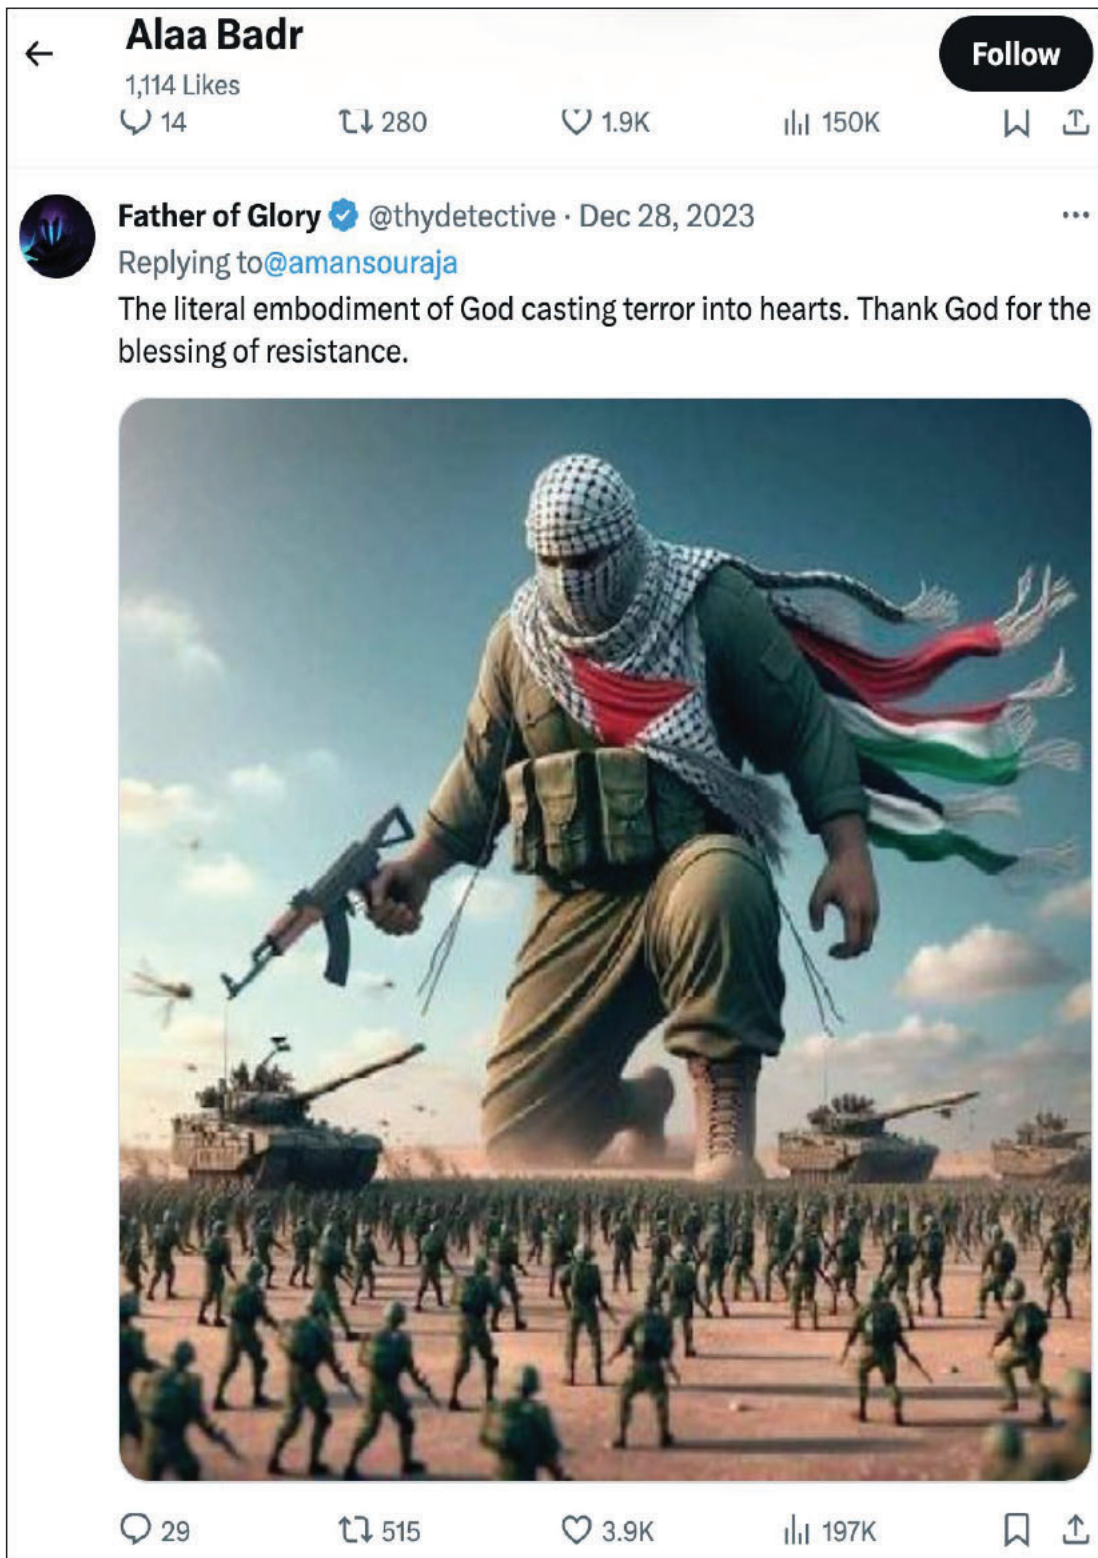 Alaa Badr
Follow
1,114 Likes
14 280 1.9K 150K
Father of Glory @thydetective · Dec 28, 2023
Replying to@amansouraja
The literal embodiment of God casting terror into hearts. Thank God for the
blessing of resistance.
29 515 3.9K 197K